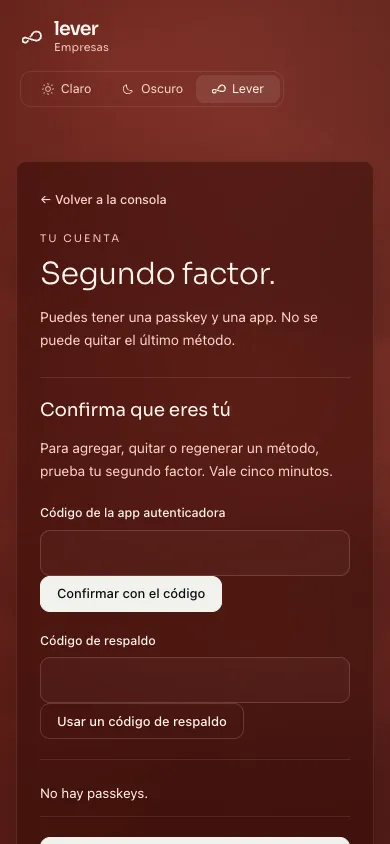 lever
Empresas
Claro
Oscuro
Lever
← Volver a la consola
TU CUENTA
Segundo factor.
Puedes tener una passkey y una app. No se
puede quitar el último método.
Confirma que eres tú
Para agregar, quitar o regenerar un método,
prueba tu segundo factor. Vale cinco minutos.
Código de la app autenticadora
Confirmar con el código
Código de respaldo
Usar un código de respaldo
No hay passkeys.